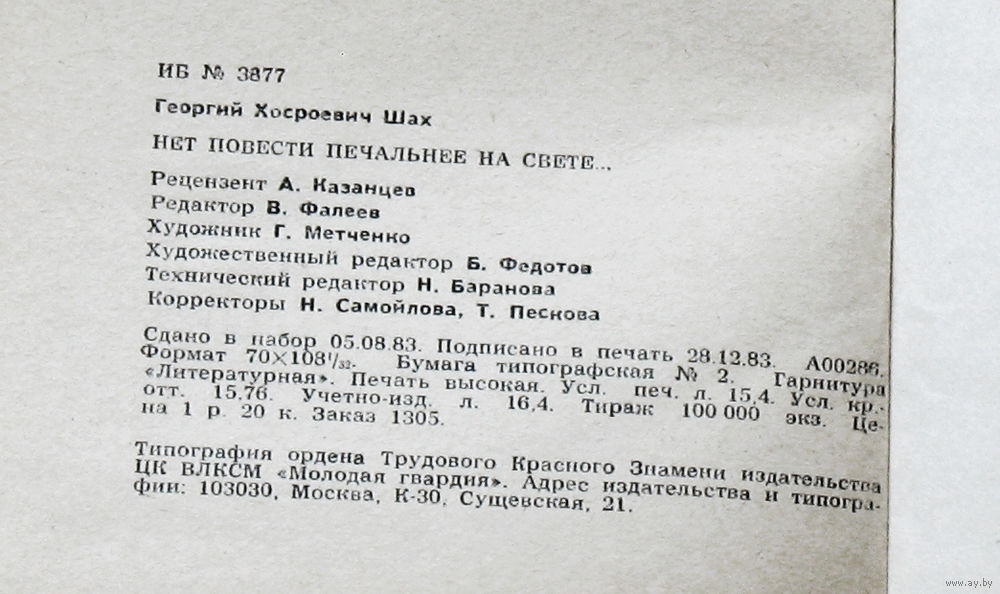 ИБ № 3877
Георгий Хосроевич Шах
НЕТ ПОВЕСТИ ПЕЧАЛЬНЕЕ НА СВЕТЕ...
Рецензент А. Казанцев
Редактор В. Фалеев
Художник Г. Метченко
Художественный редактор Б. Федотов
Технический редактор Н. Баранова
Корректоры Н. Самойлова, Т. Пескова
Сдано в набор 05.08.83. Подписано в печать 28.12.83. А00286.
Формат 70×108¹/₃₂. Бумага типографская № 2. Гарнитура
«Литературная». Печать высокая. Усл. печ. л. 15,4. Усл. кр.-
отт. 15,76. Учетно-изд. л. 16,4. Тираж 100 000 экз. Це-
на 1 р. 20 к. Заказ 1305.
Типография ордена Трудового Красного Знамени издательства
ЦК ВЛКСМ «Молодая гвардия». Адрес издательства и типогра-
фии: 103030, Москва, К-30, Сущевская, 21.
www.ay.by